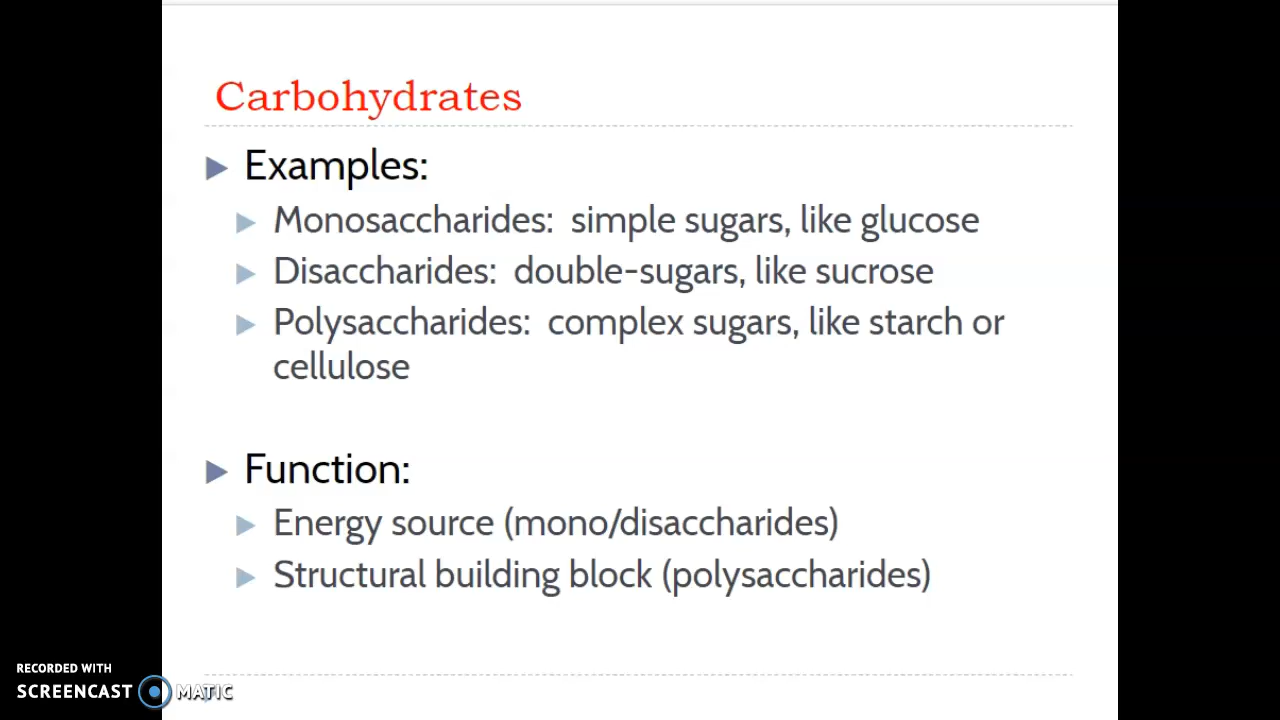 Carbohydrates
Examples:
Monosaccharides: simple sugars, like glucose
Disaccharides: double-sugars, like sucrose
Polysaccharides: complex sugars, like starch or
cellulose
Function:
Energy source (mono/disaccharides)
Structural building block (polysaccharides)
RECORDED WITH
SCREENCAST MATIC